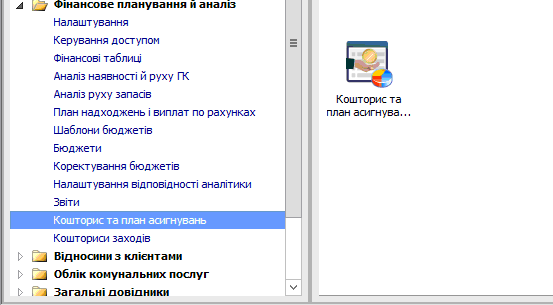 Фінансове планування й аналіз
Налаштування
Керування доступом
Фінансові таблиці
Аналіз наявності й руху ГК
Аналіз руху запасів
План надходжень і виплат по рахунках
Шаблони бюджетів
Бюджети
Коректування бюджетів
Налаштування відповідності аналітики
Звіти
Кошторис та план асигнувань
Кошториси заходів
Відносини з клієнтами
Облік комунальних послуг
Загальні довідники
Кошторис та
план асигнува...